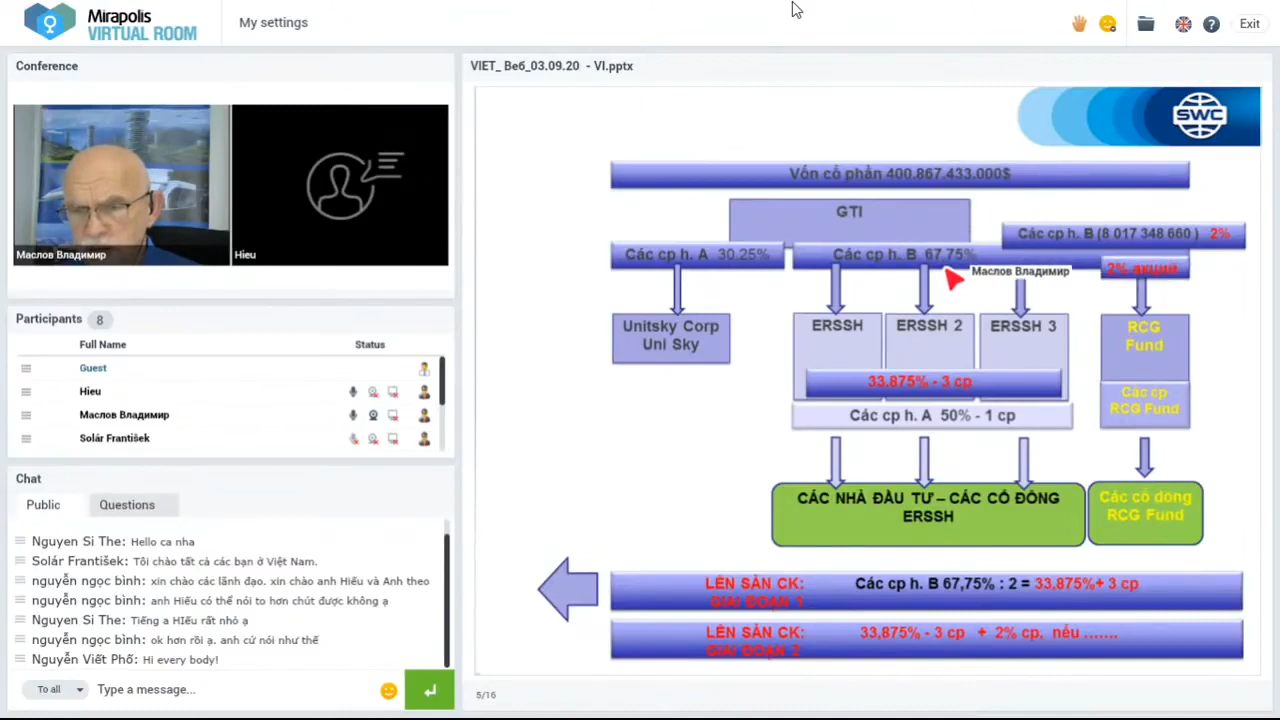 Mirapolis
VIRTUAL ROOM
My settings
Exit
Conference
Маслов Владимир
Hieu
Participants 8
Full Name
Status
Guest
Hieu
Маслов Владимир
Solár František
Chat
Public
Questions
Nguyen Si The: Hello ca nha
Solár František: Tôi chào tất cả các bạn ở Việt Nam.
nguyễn ngọc bình: xin chào các lãnh đạo. xin chào anh Hiếu và Anh theo
nguyễn ngọc bình: anh Hiếu có thể nói to hơn chút được không ạ
Nguyen Si The: Tiếng a HIếu rất nhỏ ạ
nguyễn ngọc bình: ok hơn rồi ạ. anh cứ nói như thế
Nguyễn Viết Phố: Hi every body!
To all
Type a message...
VIET_ Веб_03.09.20 - VI.pptx
SWC
Vốn cổ phần 400.867.433.000$
GTI
Các cp h. B (8 017 348 660 ) 2%
Các cp h. A 30.25%
Các cp h. B 67,75%
2% акций
Маслов Владимир
Unitsky Corp
Uni Sky
ERSSH
ERSSH 2
ERSSH 3
RCG
Fund
33,875% - 3 cp
Các cp
RCG Fund
Các cp h. A 50% - 1 cp
CÁC NHÀ ĐẦU TƯ – CÁC CỔ ĐÔNG
ERSSH
Các cổ đông
RCG Fund
LÊN SÀN CK:
GIAI ĐOẠN 1
Các cp h. B 67,75% : 2 = 33,875%+ 3 cp
LÊN SÀN CK:
GIAI ĐOẠN 2
33,875% - 3 cp + 2% cp, nếu …….
5/16